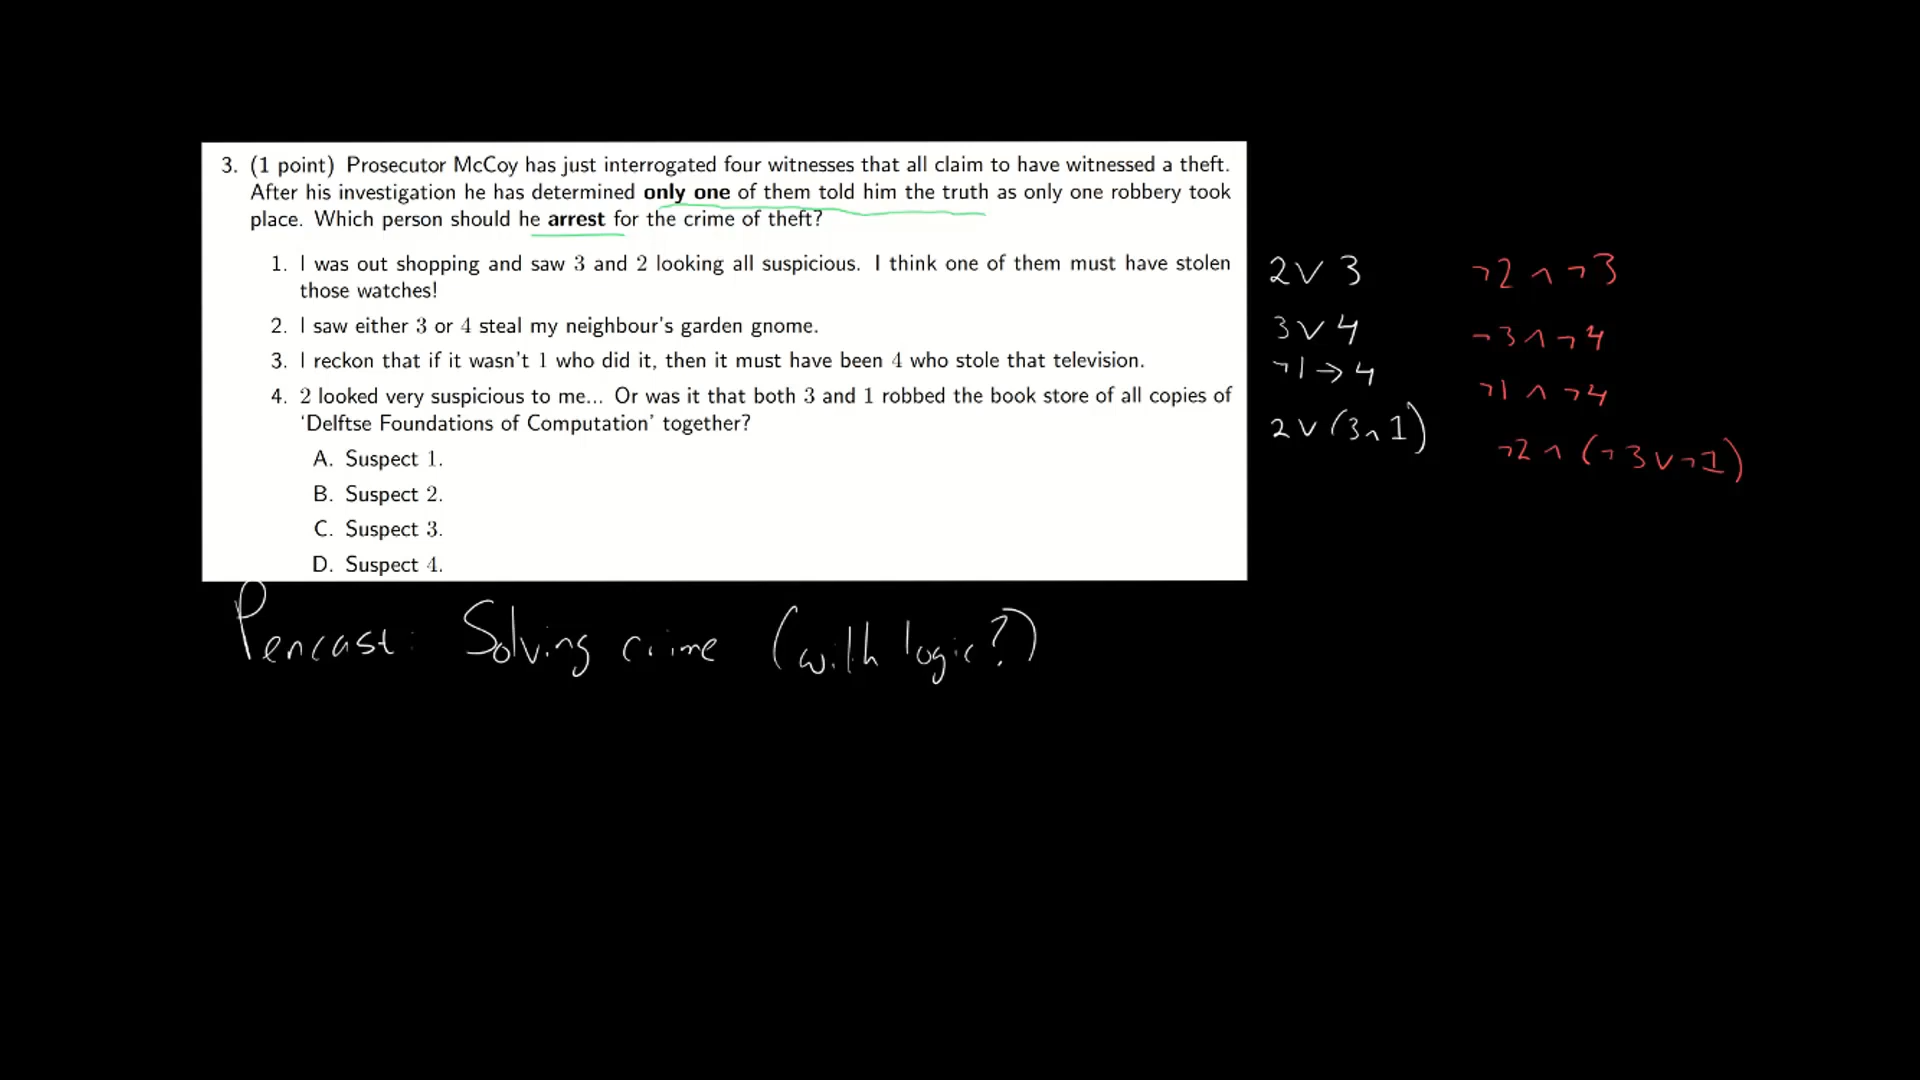 3. (1 point) Prosecutor McCoy has just interrogated four witnesses that all claim to have witnessed a theft.
After his investigation he has determined only one of them told him the truth as only one robbery took
place. Which person should he arrest for the crime of theft?
1. I was out shopping and saw 3 and 2 looking all suspicious. I think one of them must have stolen
those watches!
2. I saw either 3 or 4 steal my neighbour's garden gnome.
3. I reckon that if it wasn't 1 who did it, then it must have been 4 who stole that television.
4. 2 looked very suspicious to me... Or was it that both 3 and 1 robbed the book store of all copies of
'Delftse Foundations of Computation' together?
A. Suspect 1.
B. Suspect 2.
C. Suspect 3.
D. Suspect 4.
2 ∨ 3
3 ∨ 4
¬1 → 4
2 ∨ (3 ∧ 1)
¬2 ∧ ¬3
¬3 ∧ ¬4
¬1 ∧ ¬4
¬2 ∧ (¬3 ∨ ¬1)
Pencast: Solving crime (with logic?)